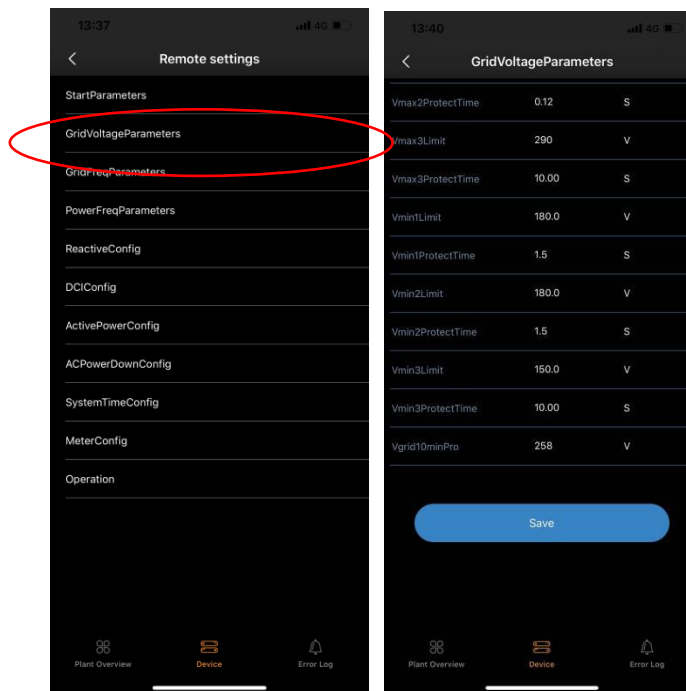 13:37
4G
Remote settings
StartParameters
GridVoltageParameters
GridFreqParameters
PowerFreqParameters
ReactiveConfig
DCIConfig
ActivePowerConfig
ACPowerDownConfig
SystemTimeConfig
MeterConfig
Operation
Plant Overview Device Error Log
13:40
4G
GridVoltageParameters
Vmax2ProtectTime 0.12 S
Vmax3Limit 290 V
Vmax3ProtectTime 10.00 S
Vmin1Limit 180.0 V
Vmin1ProtectTime 1.5 S
Vmin2Limit 180.0 V
Vmin2ProtectTime 1.5 S
Vmin3Limit 150.0 V
Vmin3ProtectTime 10.00 S
Vgrid10minPro 258 V
Save
Plant Overview Device Error Log